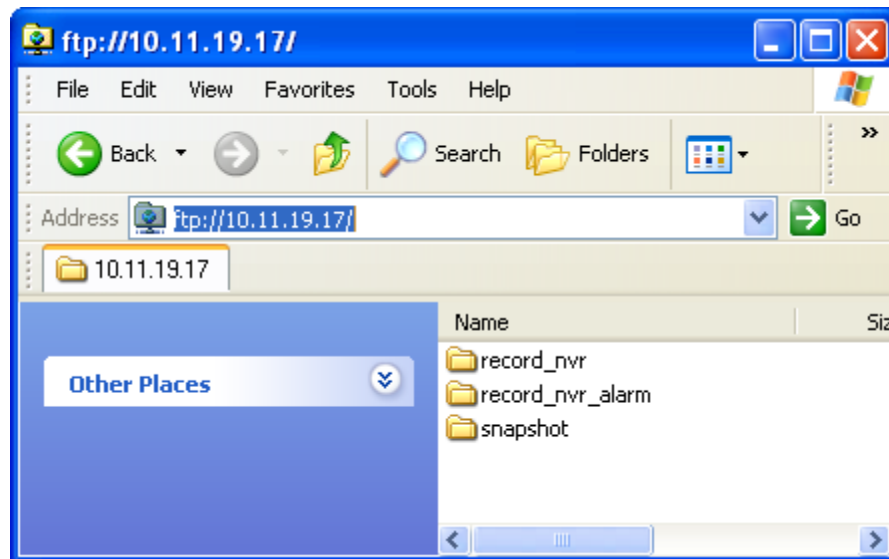 ftp://10.11.19.17/
File Edit View Favorites Tools Help
Back Search Folders »
Address ftp://10.11.19.17/ Go
10.11.19.17
Name Siz
Other Places
record_nvr
record_nvr_alarm
snapshot